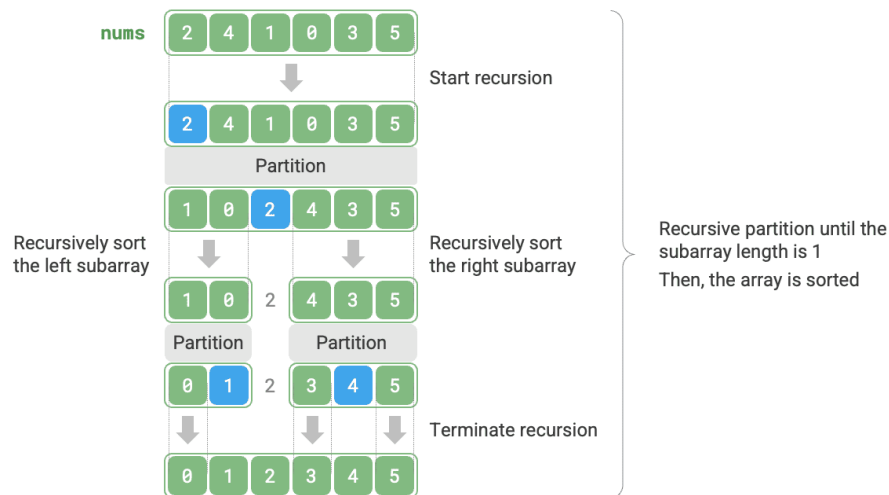 nums 2 4 1 0 3 5
Start recursion
2 4 1 0 3 5
Partition
1 0 2 4 3 5
Recursively sort
the left subarray
Recursively sort
the right subarray
Recursive partition until the
subarray length is 1
Then, the array is sorted
1 0 2 4 3 5
Partition Partition
0 1 2 3 4 5
Terminate recursion
0 1 2 3 4 5